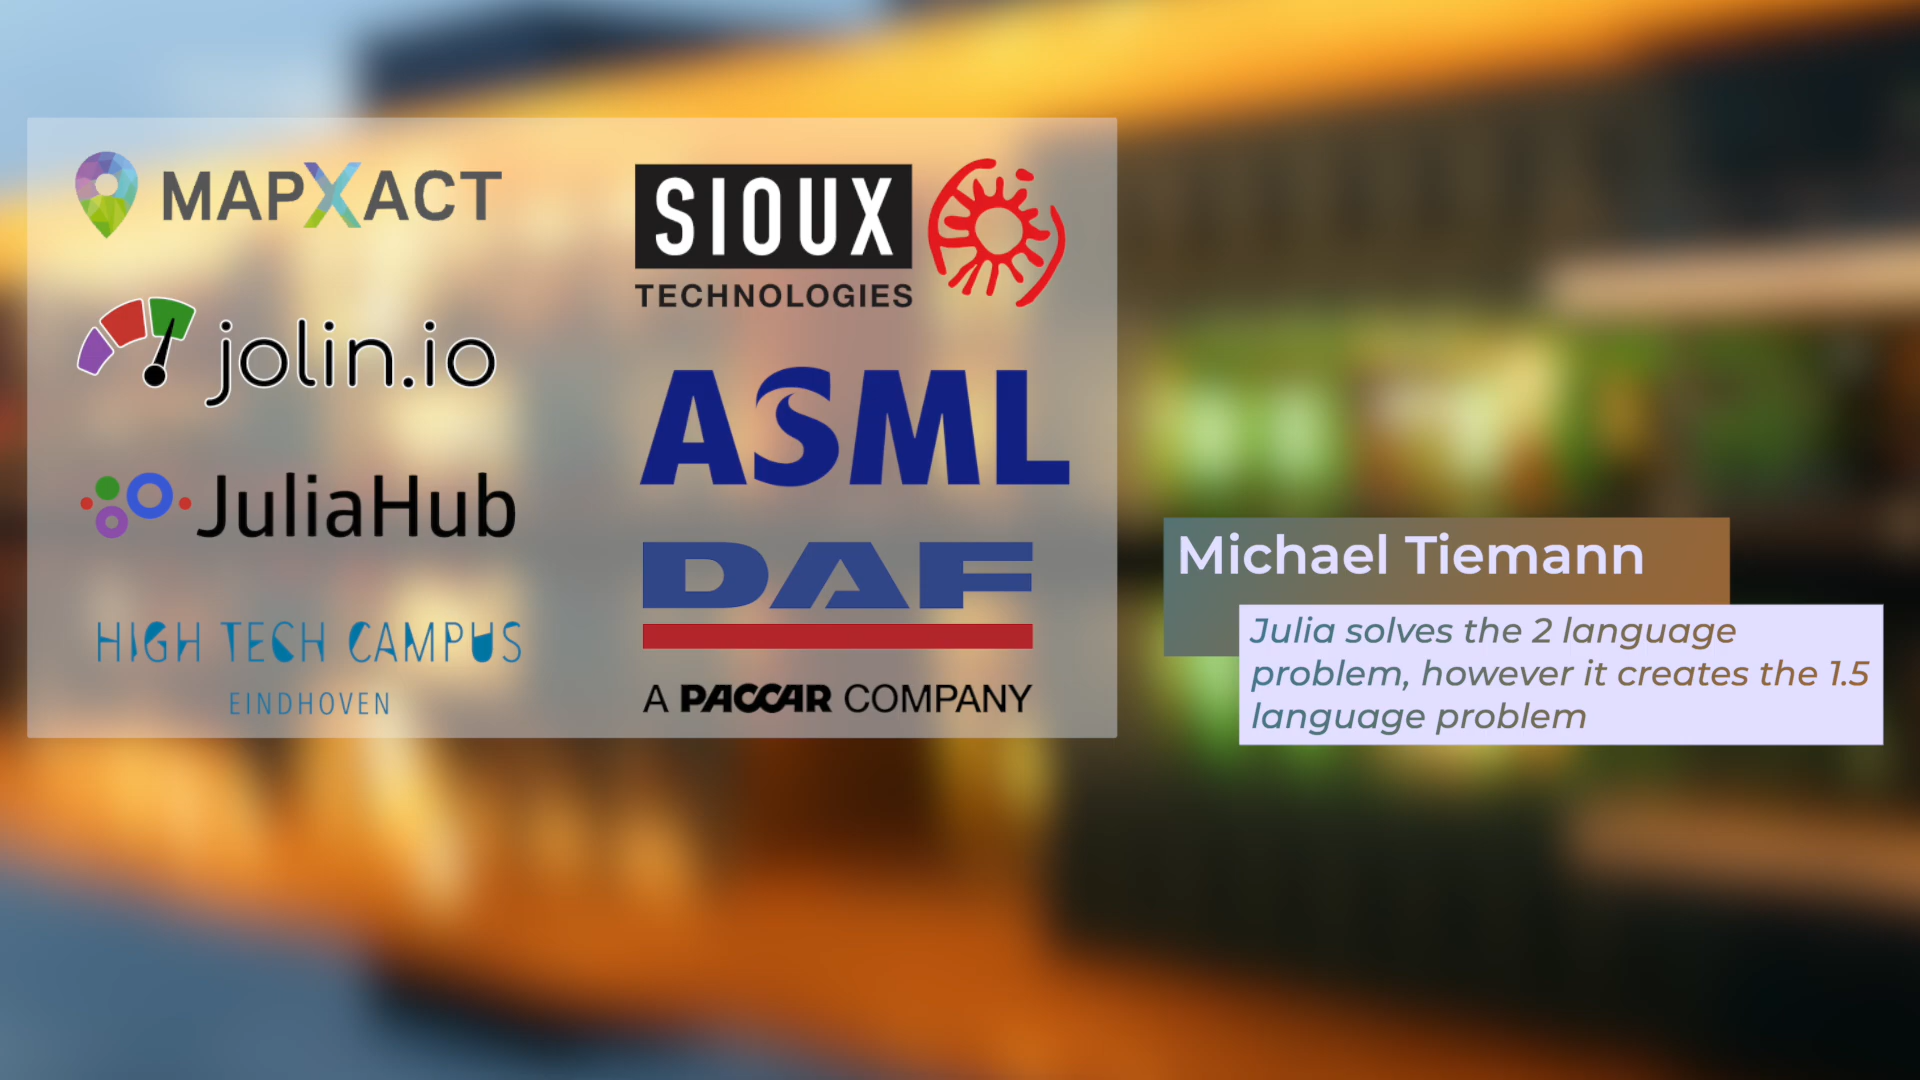 MAPXACT
jolin.io
JuliaHub
HIGH TECH CAMPUS
EINDHOVEN
SIOUX
TECHNOLOGIES
ASML
DAF
A PACCAR COMPANY
Michael Tiemann
Julia solves the 2 language
problem, however it creates the 1.5
language problem